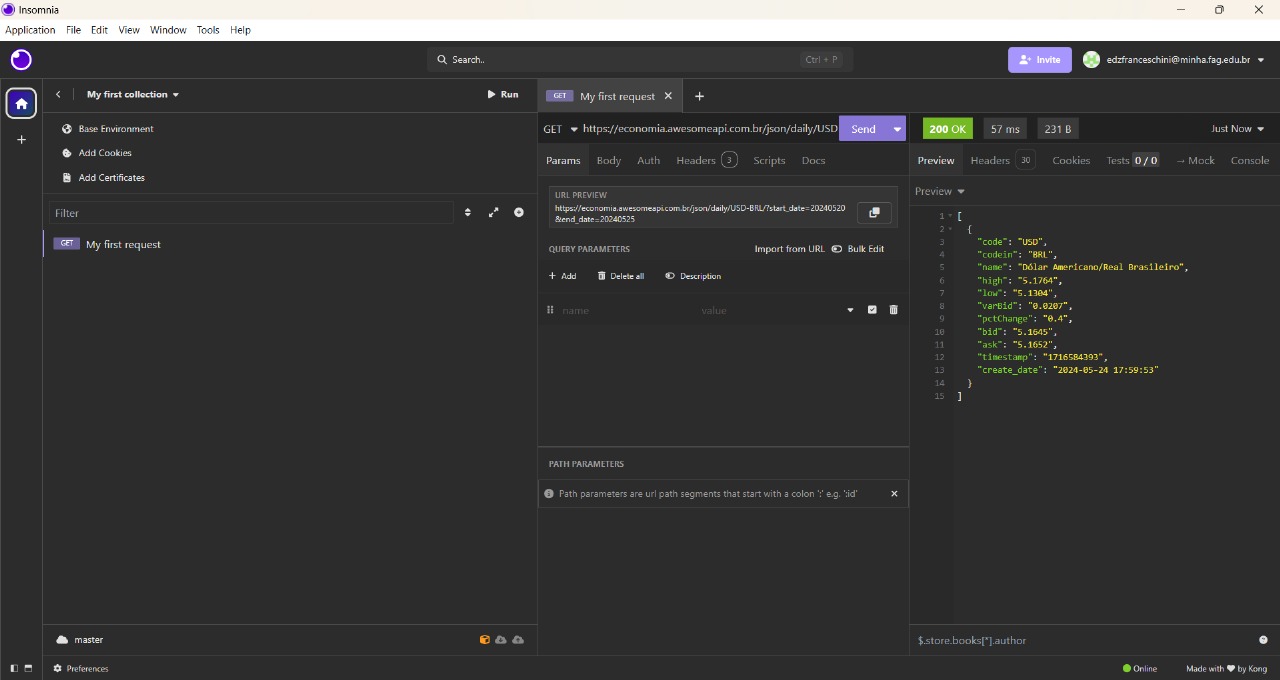 Insomnia
Application File Edit View Window Tools Help
Search.. Ctrl + P Invite edzfranceschini@minha.fag.edu.br
My first collection Run
GET My first request
Base Environment
Add Cookies
Add Certificates
Filter
GET My first request
GET https://economia.awesomeapi.com.br/json/daily/USD Send
Params Body Auth Headers 3 Scripts Docs
URL PREVIEW
https://economia.awesomeapi.com.br/json/daily/USD-BRL/?start_date=20240520
&end_date=20240525
QUERY PARAMETERS Import from URL Bulk Edit
Add Delete all Description
name value
PATH PARAMETERS
Path parameters are url path segments that start with a colon ':' e.g. ':id'
200 OK 57 ms 231 B Just Now
Preview Headers 30 Cookies Tests 0 / 0 → Mock Console
Preview
1 [
2 {
3 "code": "USD",
4 "codein": "BRL",
5 "name": "Dólar Americano/Real Brasileiro",
6 "high": "5.1764",
7 "low": "5.1304",
8 "varBid": "0.0207",
9 "pctChange": "0.4",
10 "bid": "5.1645",
11 "ask": "5.1652",
12 "timestamp": "1716584393",
13 "create_date": "2024-05-24 17:59:53"
14 }
15 ]
master
$.store.books[*].author
Preferences
Online Made with ♥ by Kong